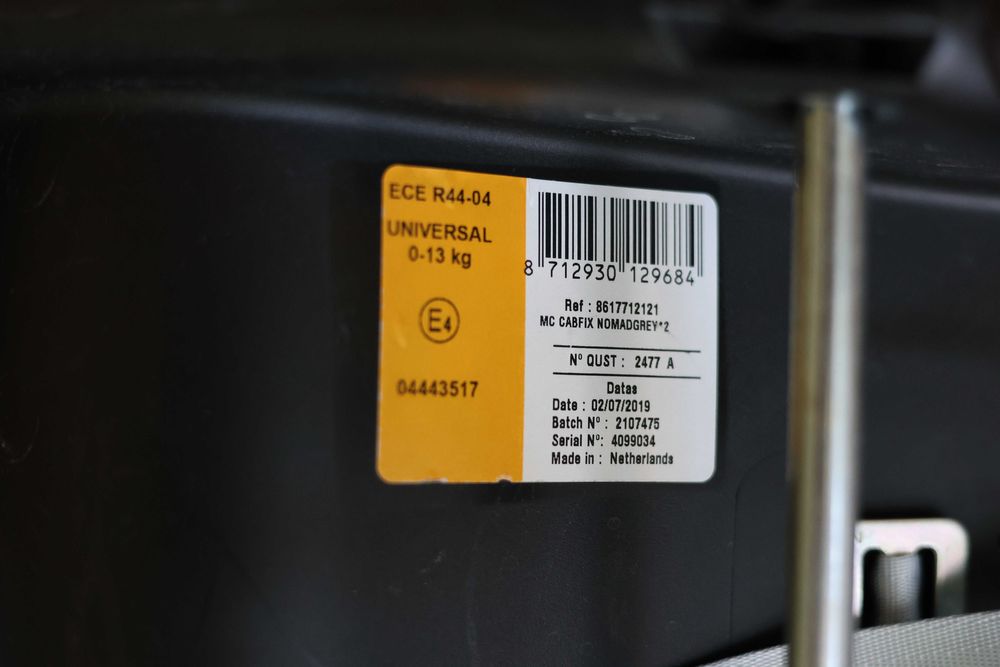 ECE R44-04
UNIVERSAL
0-13 kg
E4
04443517
8 712930 129684
Ref : 8617712121
MC CABFIX NOMADGREY*2
N° QUST : 2477 A
Datas
Date : 02/07/2019
Batch N° : 2107475
Serial N°: 4099034
Made in : Netherlands